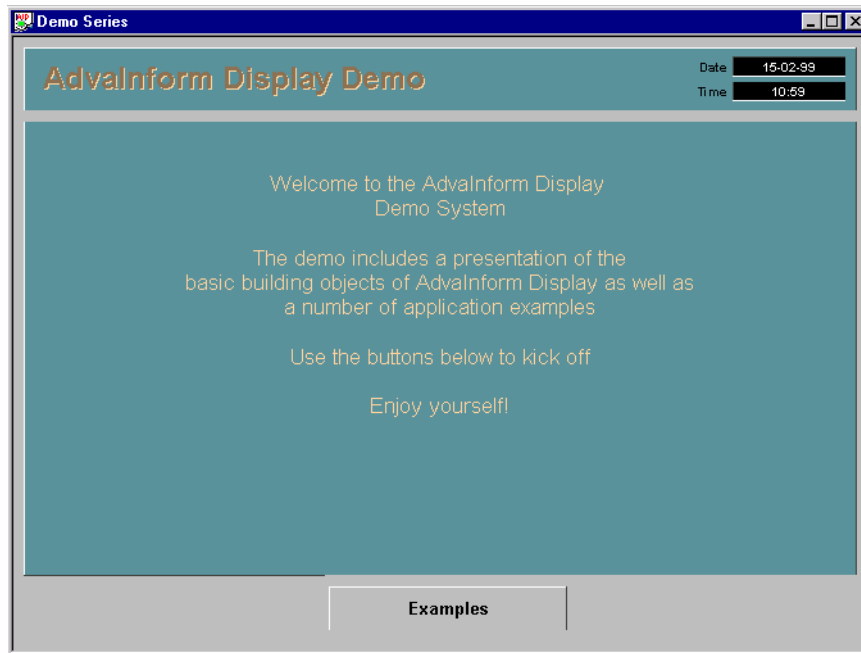 Demo Series
AdvaInform Display Demo
Date 15-02-99
Time 10:59
Welcome to the AdvaInform Display
Demo System
The demo includes a presentation of the
basic building objects of AdvaInform Display as well as
a number of application examples
Use the buttons below to kick off
Enjoy yourself!
Examples